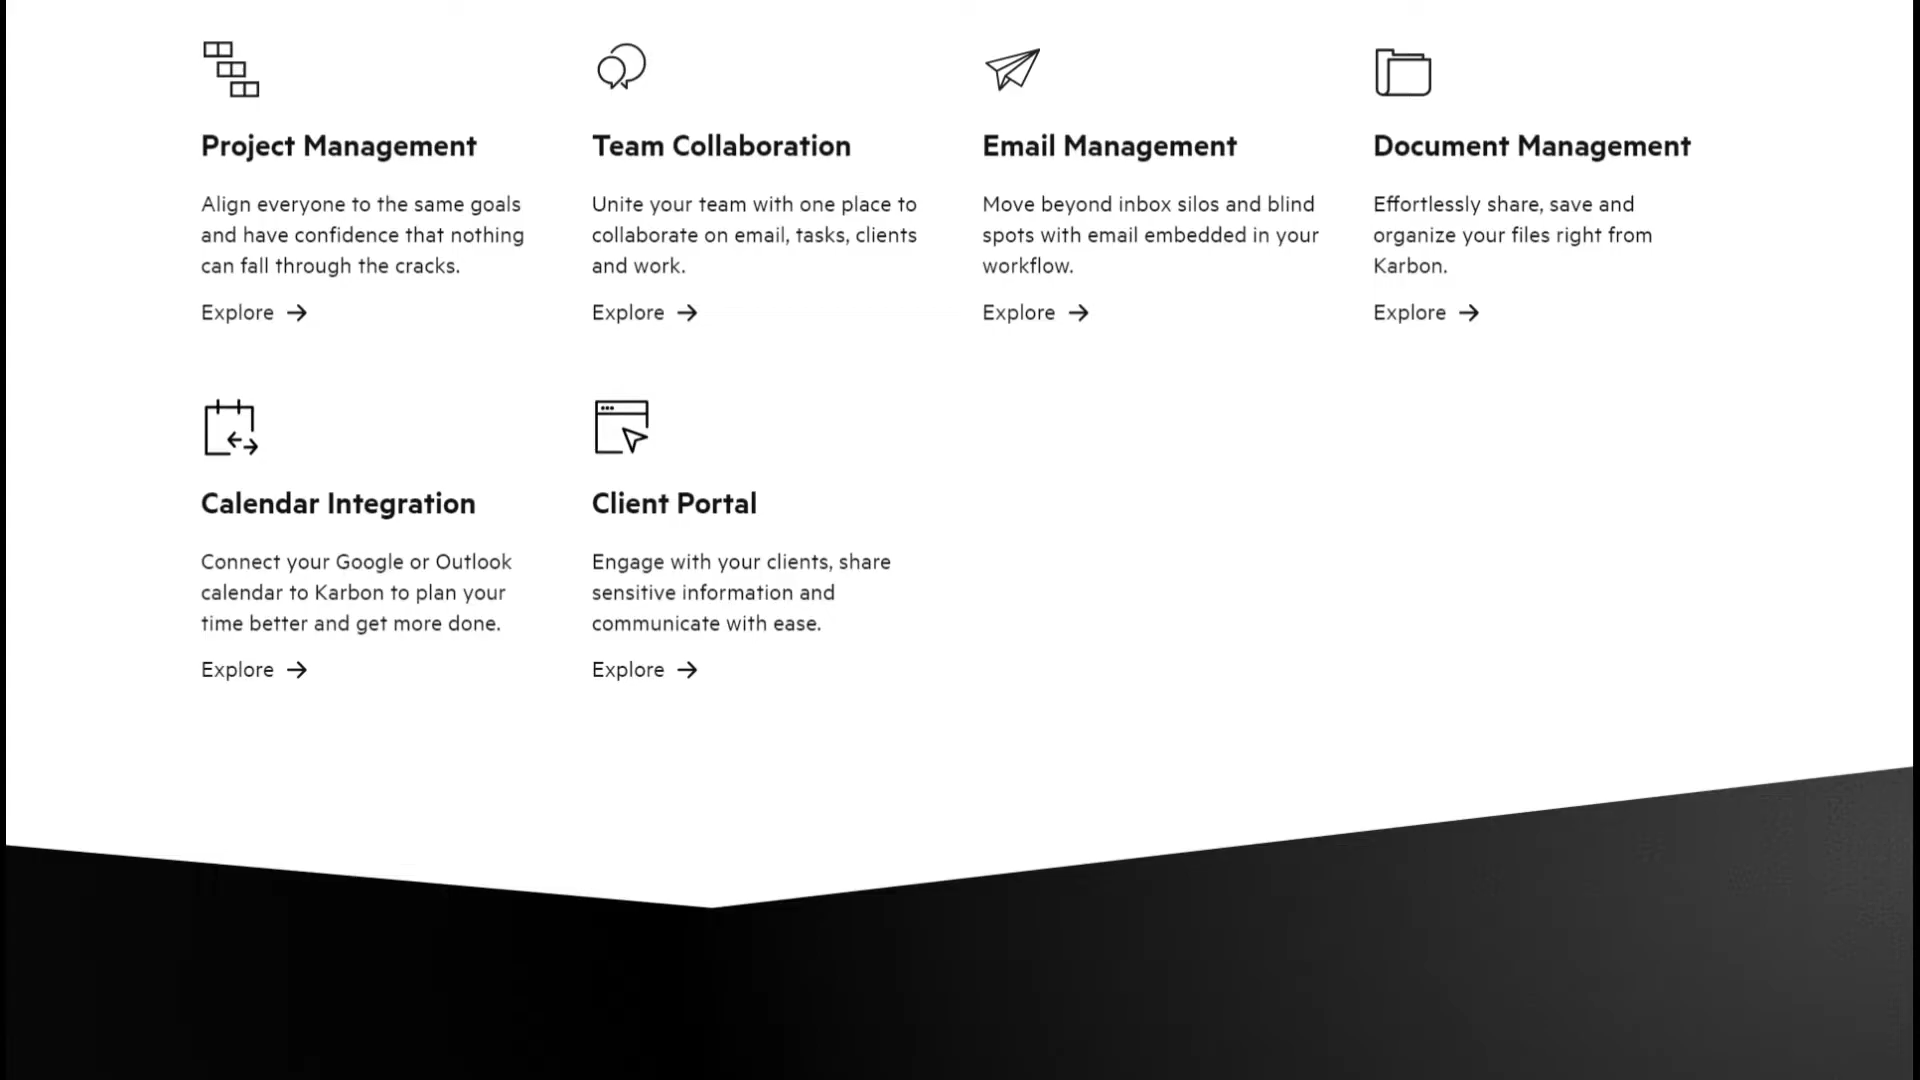 Project Management
Align everyone to the same goals
and have confidence that nothing
can fall through the cracks.
Explore →
Team Collaboration
Unite your team with one place to
collaborate on email, tasks, clients
and work.
Explore →
Email Management
Move beyond inbox silos and blind
spots with email embedded in your
workflow.
Explore →
Document Management
Effortlessly share, save and
organize your files right from
Karbon.
Explore →
Calendar Integration
Connect your Google or Outlook
calendar to Karbon to plan your
time better and get more done.
Explore →
Client Portal
Engage with your clients, share
sensitive information and
communicate with ease.
Explore →